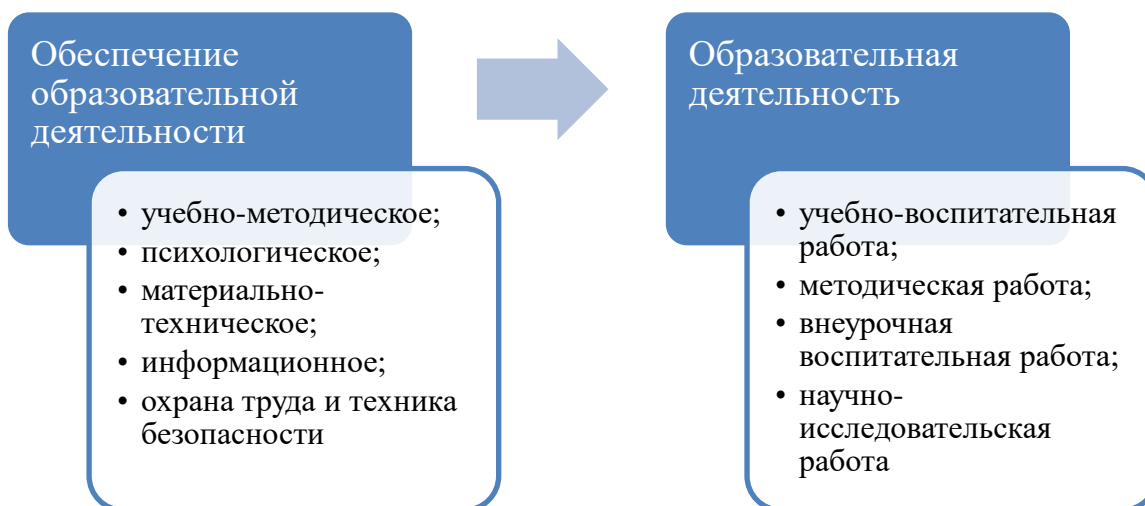 Обеспечение
образовательной
деятельности
• учебно-методическое;
• психологическое;
• материально-
техническое;
• информационное;
• охрана труда и техника
безопасности
Образовательная
деятельность
• учебно-воспитательная
работа;
• методическая работа;
• внеурочная
воспитательная работа;
• научно-
исследовательская
работа